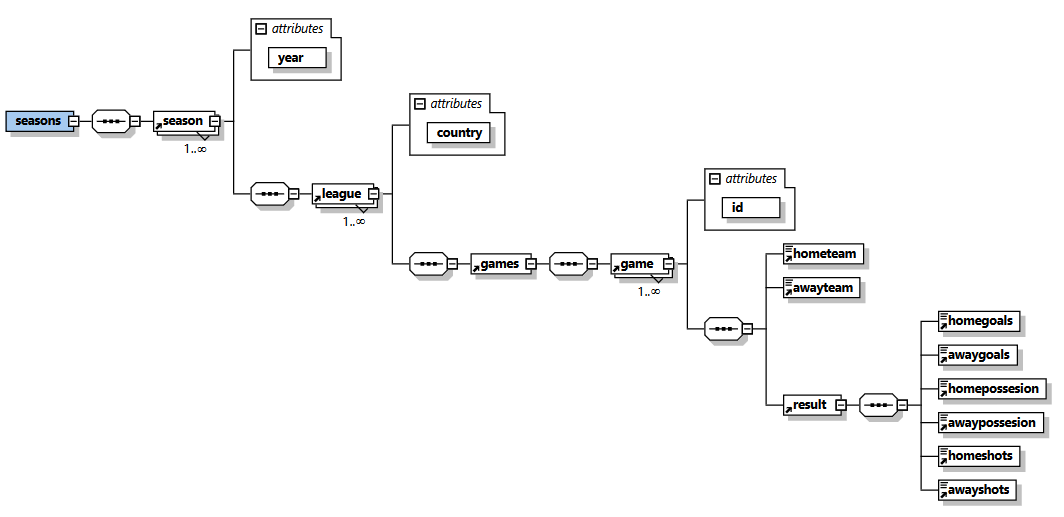 attributes
year
seasons
season
1..∞
attributes
country
league
1..∞
attributes
id
games
game
1..∞
hometeam
awayteam
result
homegoals
awaygoals
homepossesion
awaypossesion
homeshots
awayshots